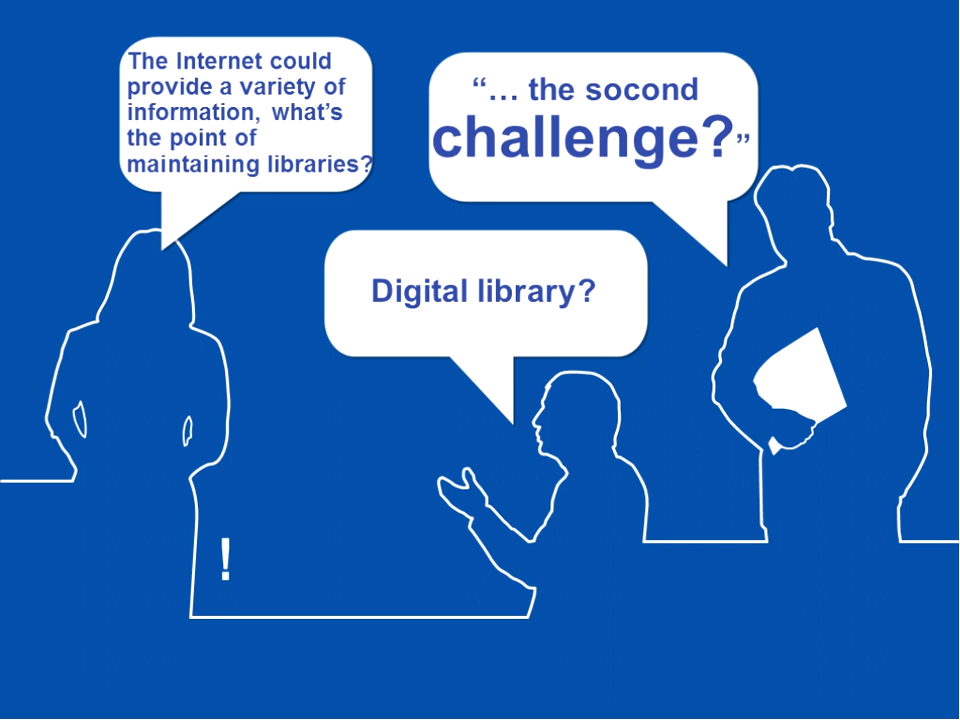 The Internet could
provide a variety of
information, what’s
the point of
maintaining libraries?
“… the socond
challenge?”
Digital library?
!